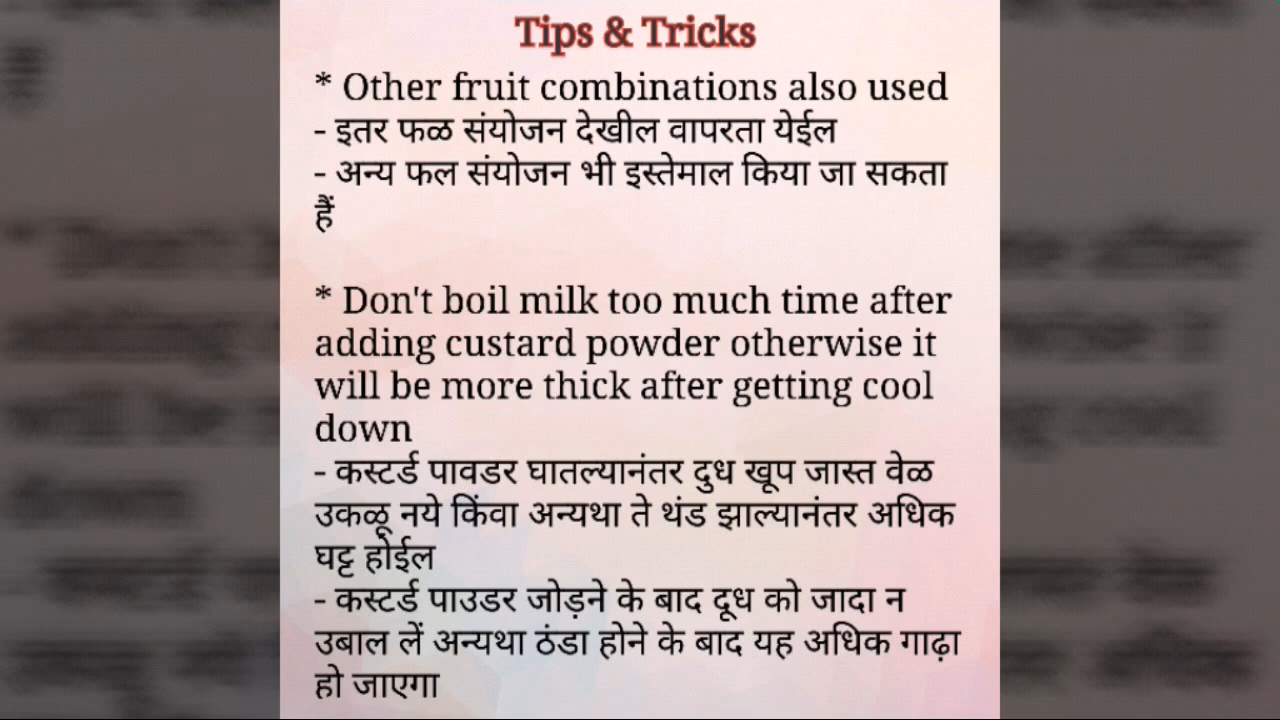 Tips & Tricks
* Other fruit combinations also used
- इतर फळ संयोजन देखील वापरता येईल
- अन्य फल संयोजन भी इस्तेमाल किया जा सकता
हैं
* Don't boil milk too much time after
adding custard powder otherwise it
will be more thick after getting cool
down
- कस्टर्ड पावडर घातल्यानंतर दुध खूप जास्त वेळ
उकळू नये किंवा अन्यथा ते थंड झाल्यानंतर अधिक
घट्ट होईल
- कस्टर्ड पाउडर जोड़ने के बाद दूध को जादा न
उबाल लें अन्यथा ठंडा होने के बाद यह अधिक गाढ़ा
हो जाएगा